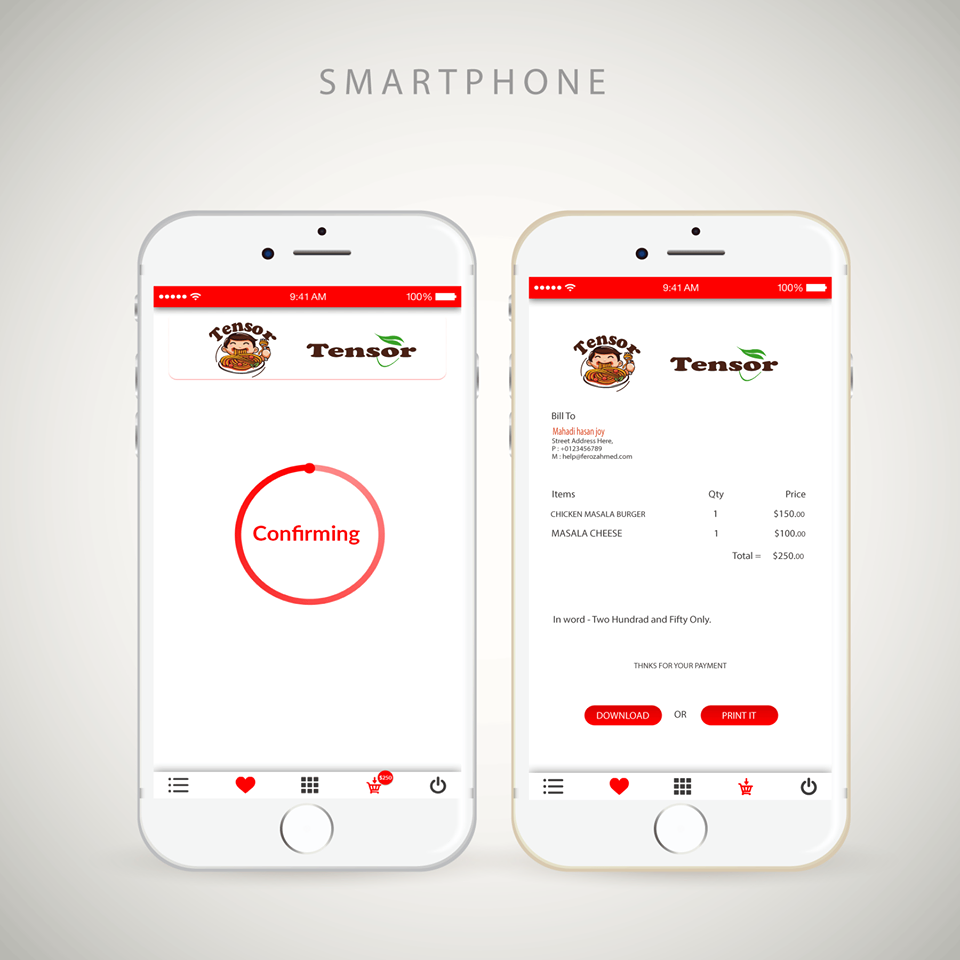 SMARTPHONE
9:41 AM
100%
Tensor
Tensor
Confirming
$250
9:41 AM
100%
Tensor
Tensor
Bill To
Mahadi hasan joy
Street Address Here,
P : +0123456789
M : help@ferozahmed.com
Items Qty Price
CHICKEN MASALA BURGER 1 $150.00
MASALA CHEESE 1 $100.00
Total = $250.00
In word - Two Hundrad and Fifty Only.
THNKS FOR YOUR PAYMENT
DOWNLOAD OR PRINT IT